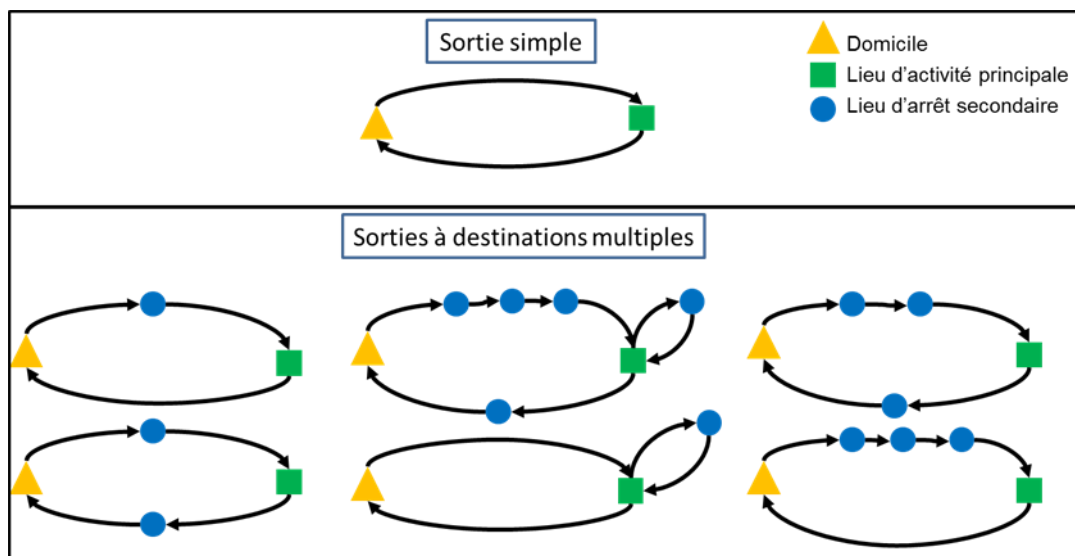 Sortie simple
Domicile
Lieu d'activité principale
Lieu d'arrêt secondaire
Sorties à destinations multiples